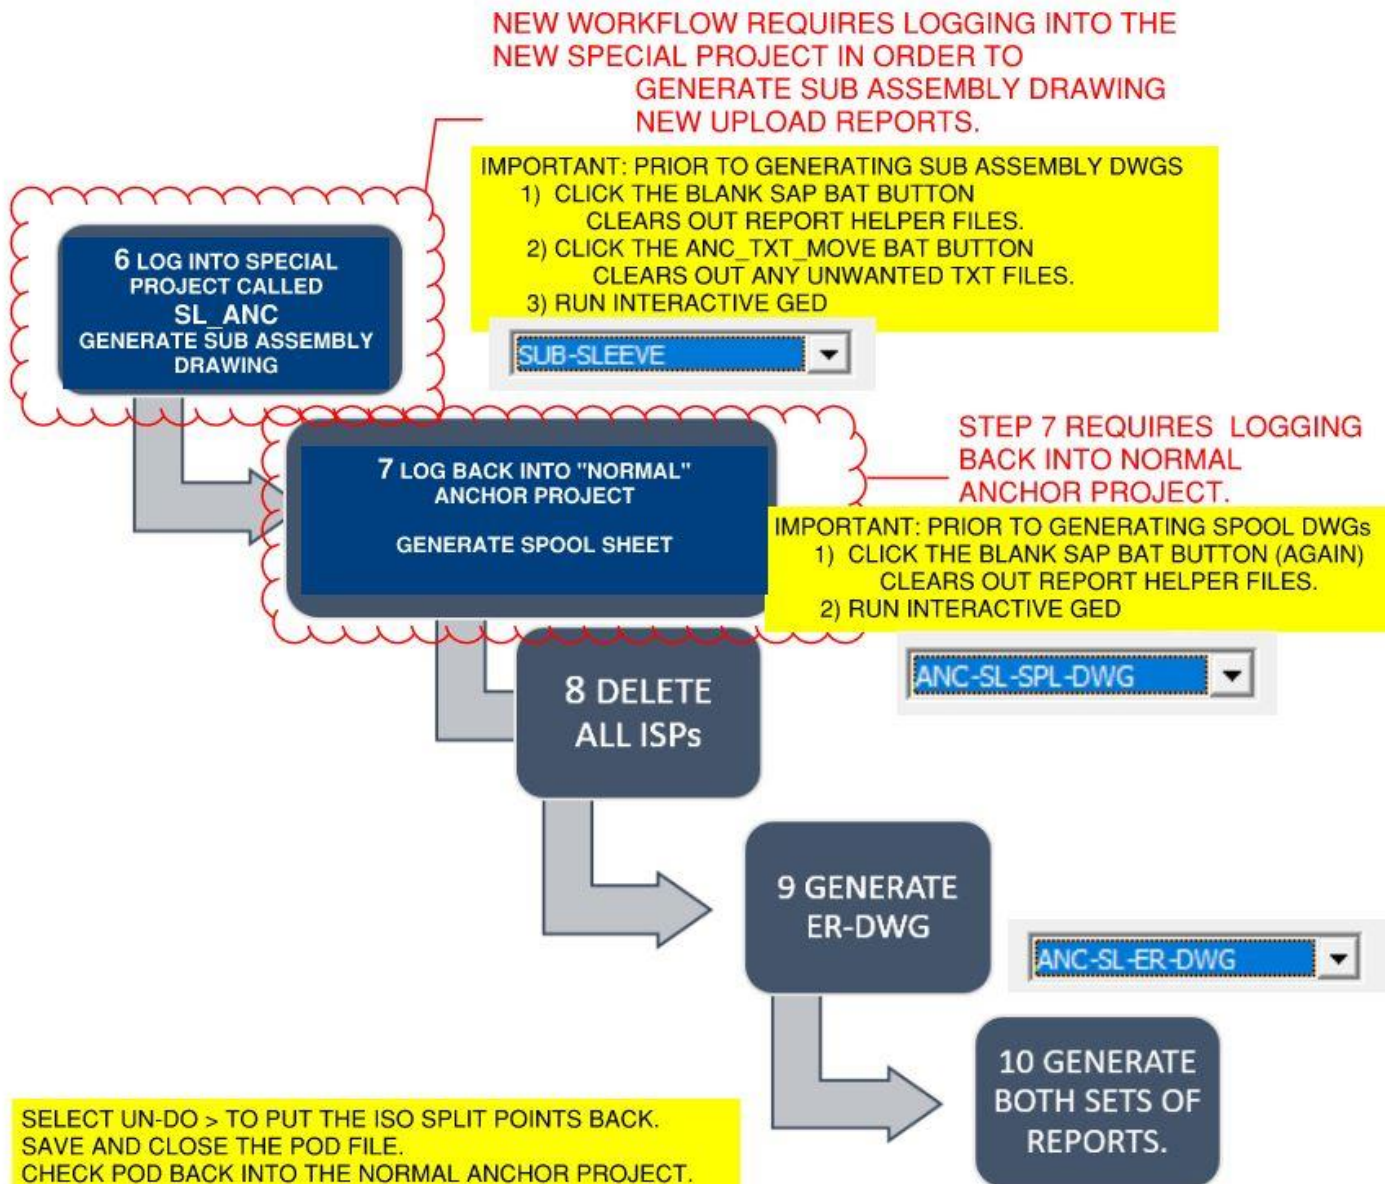 NEW WORKFLOW REQUIRES LOGGING INTO THE
NEW SPECIAL PROJECT IN ORDER TO
GENERATE SUB ASSEMBLY DRAWING
NEW UPLOAD REPORTS.
IMPORTANT: PRIOR TO GENERATING SUB ASSEMBLY DWGS
1) CLICK THE BLANK SAP BAT BUTTON
CLEARS OUT REPORT HELPER FILES.
2) CLICK THE ANC_TXT_MOVE BAT BUTTON
CLEARS OUT ANY UNWANTED TXT FILES.
3) RUN INTERACTIVE GED
SUB-SLEEVE
6 LOG INTO SPECIAL
PROJECT CALLED
SL_ANC
GENERATE SUB ASSEMBLY
DRAWING
7 LOG BACK INTO "NORMAL"
ANCHOR PROJECT
GENERATE SPOOL SHEET
STEP 7 REQUIRES LOGGING
BACK INTO NORMAL
ANCHOR PROJECT.
IMPORTANT: PRIOR TO GENERATING SPOOL DWGs
1) CLICK THE BLANK SAP BAT BUTTON (AGAIN)
CLEARS OUT REPORT HELPER FILES.
2) RUN INTERACTIVE GED
ANC-SL-SPL-DWG
8 DELETE
ALL ISPs
9 GENERATE
ER-DWG
ANC-SL-ER-DWG
10 GENERATE
BOTH SETS OF
REPORTS.
SELECT UN-DO > TO PUT THE ISO SPLIT POINTS BACK.
SAVE AND CLOSE THE POD FILE.
CHECK POD BACK INTO THE NORMAL ANCHOR PROJECT.